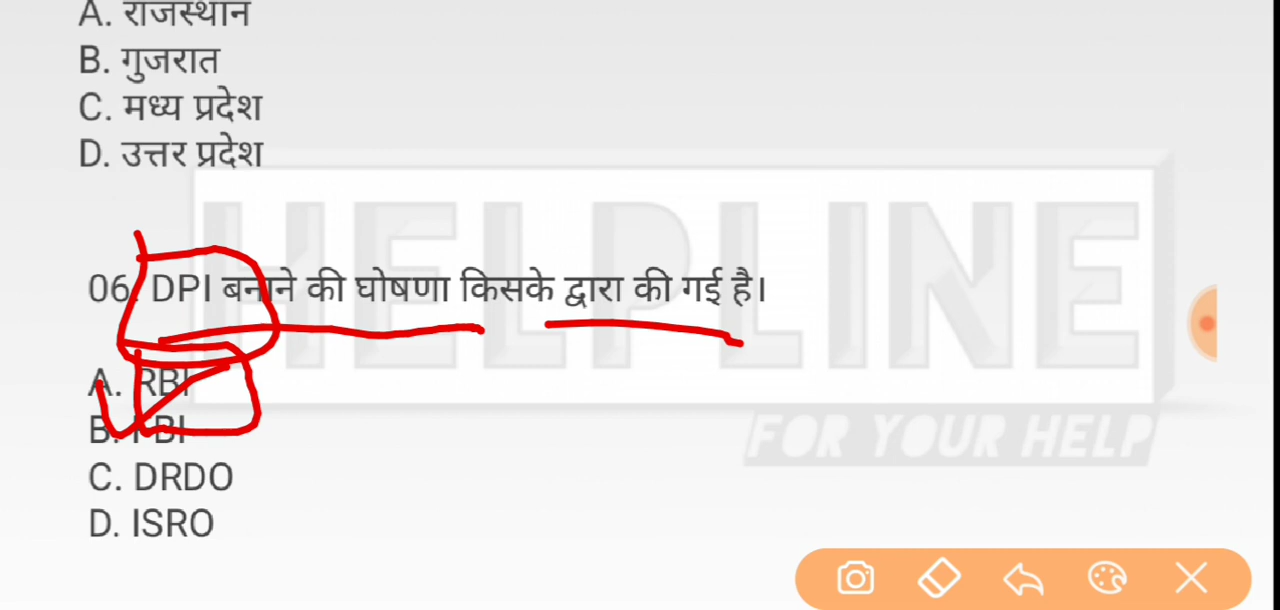 A. राजस्थान
B. गुजरात
C. मध्य प्रदेश
D. उत्तर प्रदेश
HELPLINE
06. DPI बनाने की घोषणा किसके द्वारा की गई है।
A. RBI
FOR YOUR HELP
B.
C. DRDO
D. ISRO